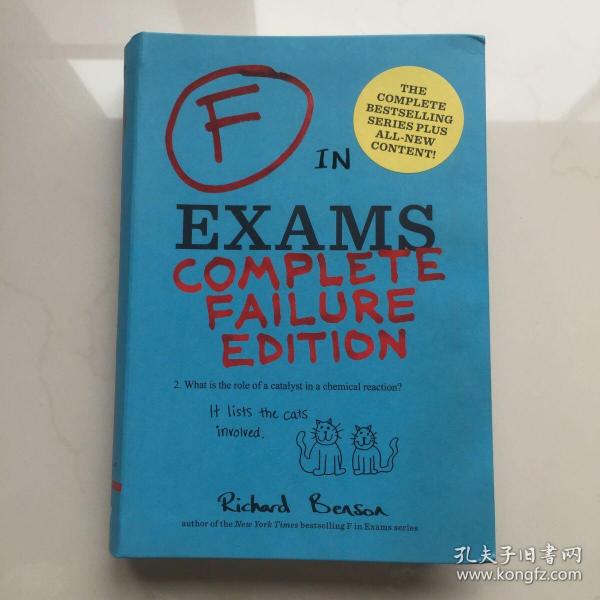 F
IN
THE
COMPLETE
BESTSELLING
SERIES PLUS
ALL-NEW
CONTENT!
EXAMS
COMPLETE
FAILURE
EDITION
2. What is the role of a catalyst in a chemical reaction?
It lists the cats
involved.
Richard Benson
author of the New York Times bestselling F in Exams series
孔夫子旧书网
www.kongfz.com